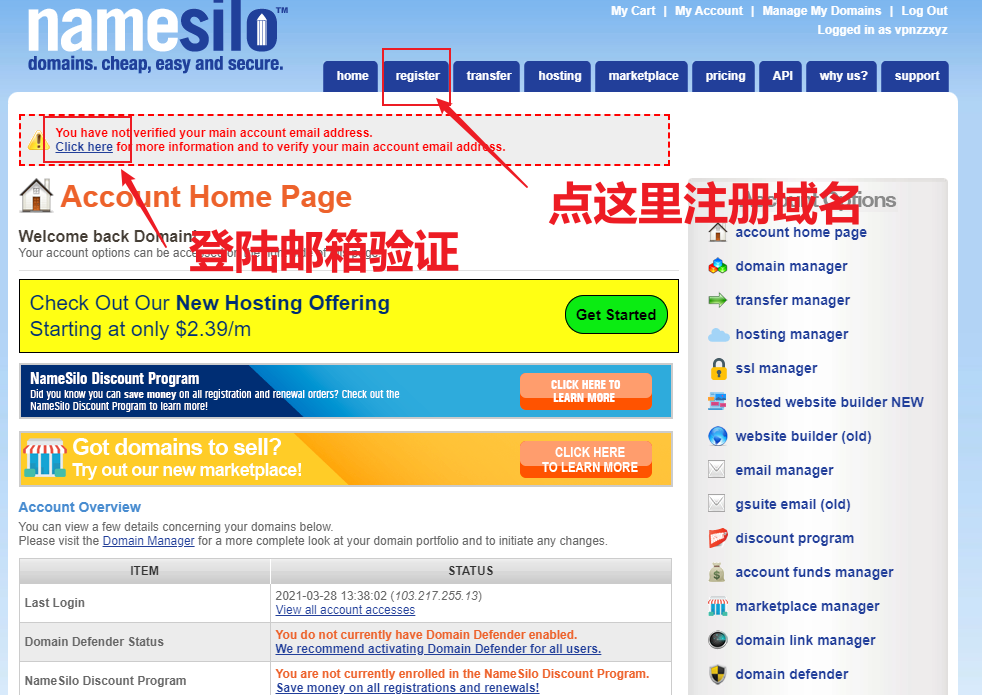 namesilo™
domains. cheap, easy and secure.
My Cart | My Account | Manage My Domains | Log Out
Logged in as vpnzzxyz
home register transfer hosting marketplace pricing API why us? support
You have not verified your main account email address.
Click here for more information and to verify your main account email address.
点这里注册域名
Account Home Page
Account Options
登陆邮箱验证
Welcome back Domain!
Your account options can be accessed on the
Check Out Our New Hosting Offering
Starting at only $2.39/m
Get Started
NameSilo Discount Program
Did you know you can save money on all registration and renewal orders? Check out the
NameSilo Discount Program to learn more!
CLICK HERE TO
LEARN MORE
Got domains to sell?
Try out our new marketplace!
CLICK HERE
TO LEARN MORE
Account Overview
You can view a few details concerning your domains below.
Please visit the Domain Manager for a more complete look at your domain portfolio and to initiate any changes.
ITEM STATUS
Last Login
2021-03-28 13:38:02 (103.217.255.13)
View all account accesses
Domain Defender Status
You do not currently have Domain Defender enabled.
We recommend activating Domain Defender for all users.
NameSilo Discount Program
You are not currently enrolled in the NameSilo Discount Program.
Save money on all registrations and renewals!
account home page
domain manager
transfer manager
hosting manager
ssl manager
hosted website builder NEW
website builder (old)
email manager
gsuite email (old)
discount program
account funds manager
marketplace manager
domain link manager
domain defender